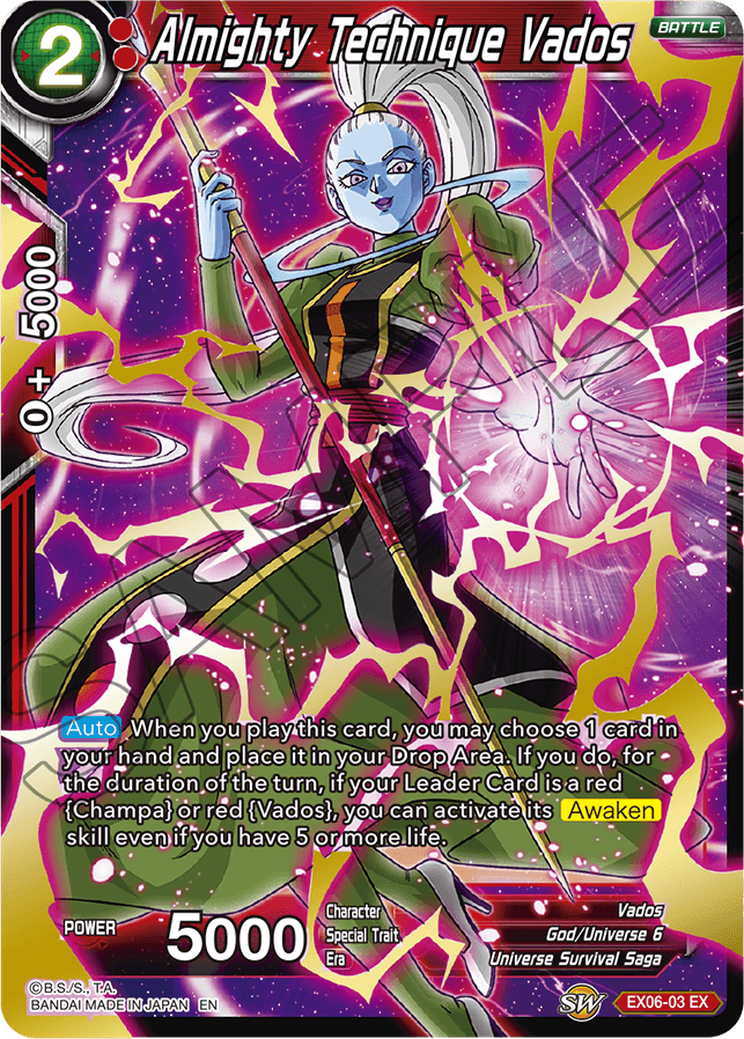 2
Almighty Technique Vados
BATTLE
0 + 5000
SAMPLE
Auto When you play this card, you may choose 1 card in
your hand and place it in your Drop Area. If you do, for
the duration of the turn, if your Leader Card is a red
{Champa} or red {Vados}, you can activate its Awaken
skill even if you have 5 or more life.
POWER 5000
Character Vados
Special Trait God/Universe 6
Era Universe Survival Saga
©B.S./S., T.A.
BANDAI MADE IN JAPAN EN
SW EX06-03 EX